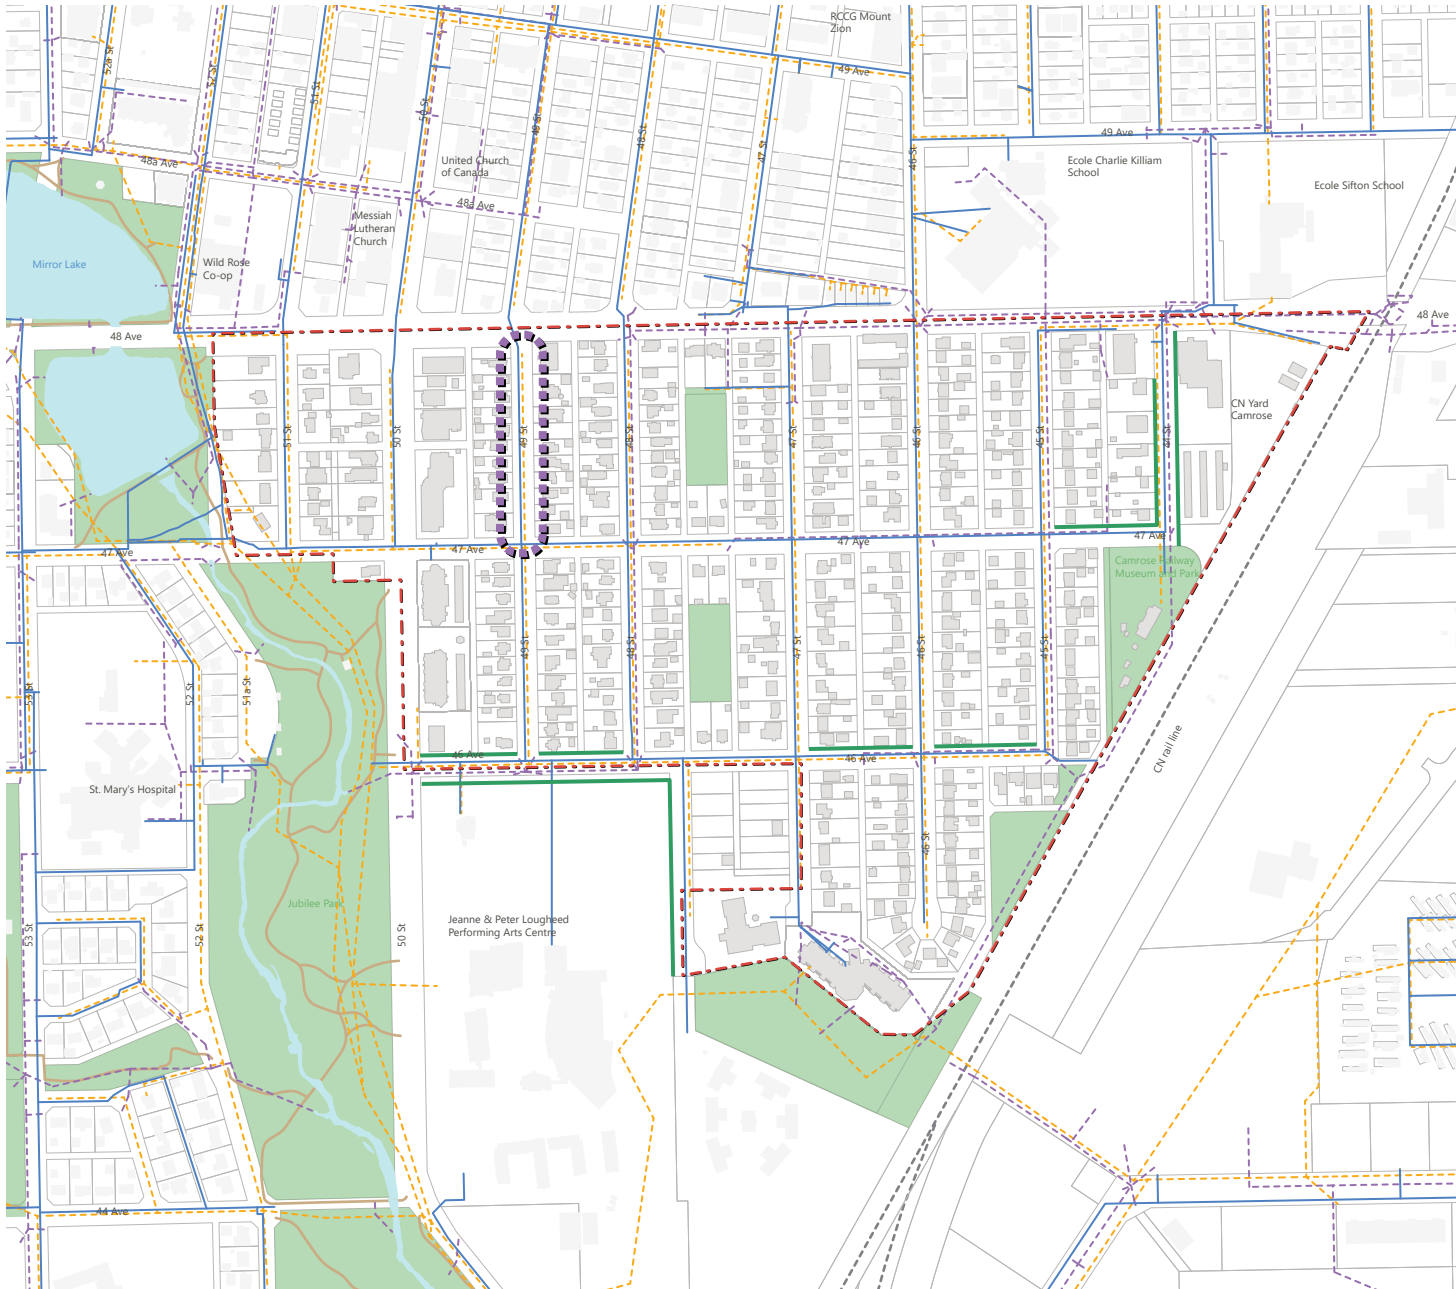 RCCG Mount
Zion
52a St
52 St
51 St
50 St
49 St
48 St
47 St
46 St
49 Ave
49 Ave
48a Ave
United Church
of Canada
48a Ave
Ecole Charlie Killiam
School
Ecole Sifton School
Messiah
Lutheran
Church
Mirror Lake
Wild Rose
Co-op
48 Ave
48 Ave
51 St
50 St
49 St
48 St
47 St
46 St
45 St
44 St
CN Yard
Camrose
47 Ave
47 Ave
47 Ave
47 Ave
Camrose Railway
Museum and Park
53 St
52 St
51a St
49 St
48 St
47 St
46 St
45 St
CN rail line
46 Ave
46 Ave
St. Mary's Hospital
46 St
Jubilee Park
Jeanne & Peter Lougheed
Performing Arts Centre
53 St
52 St
50 St
44 Ave